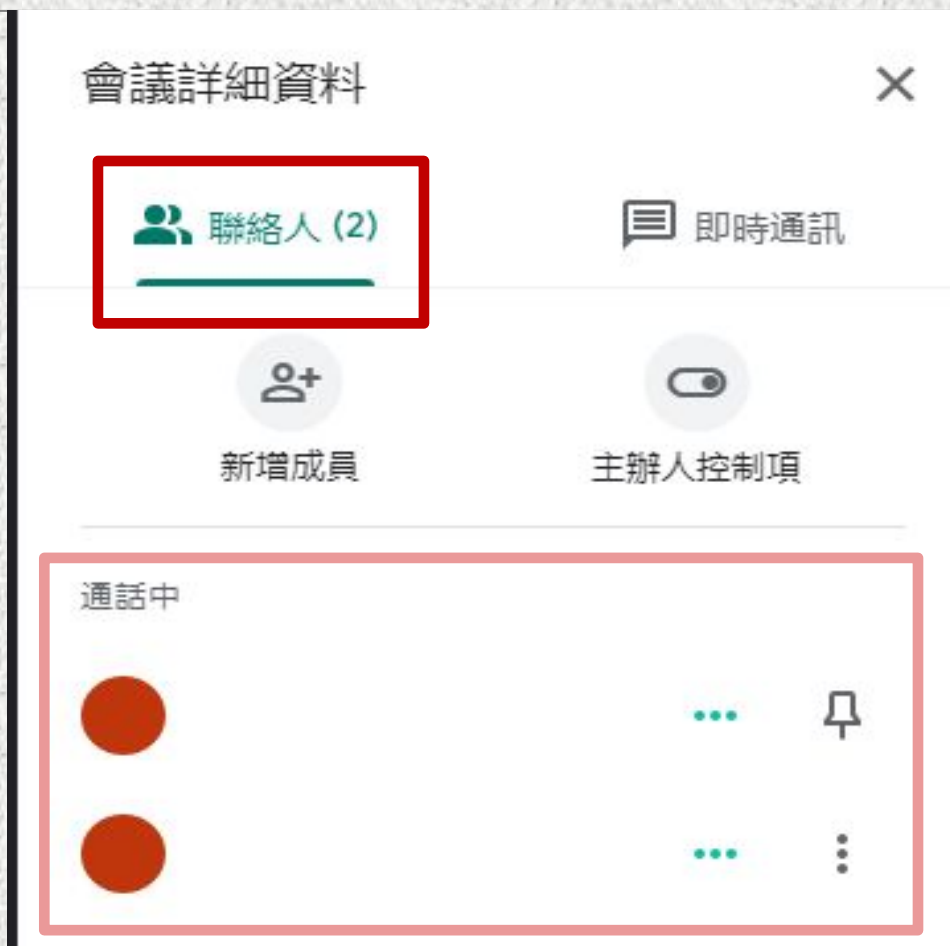 會議詳細資料
聯絡人 (2)
即時通訊
新增成員
主辦人控制項
通話中